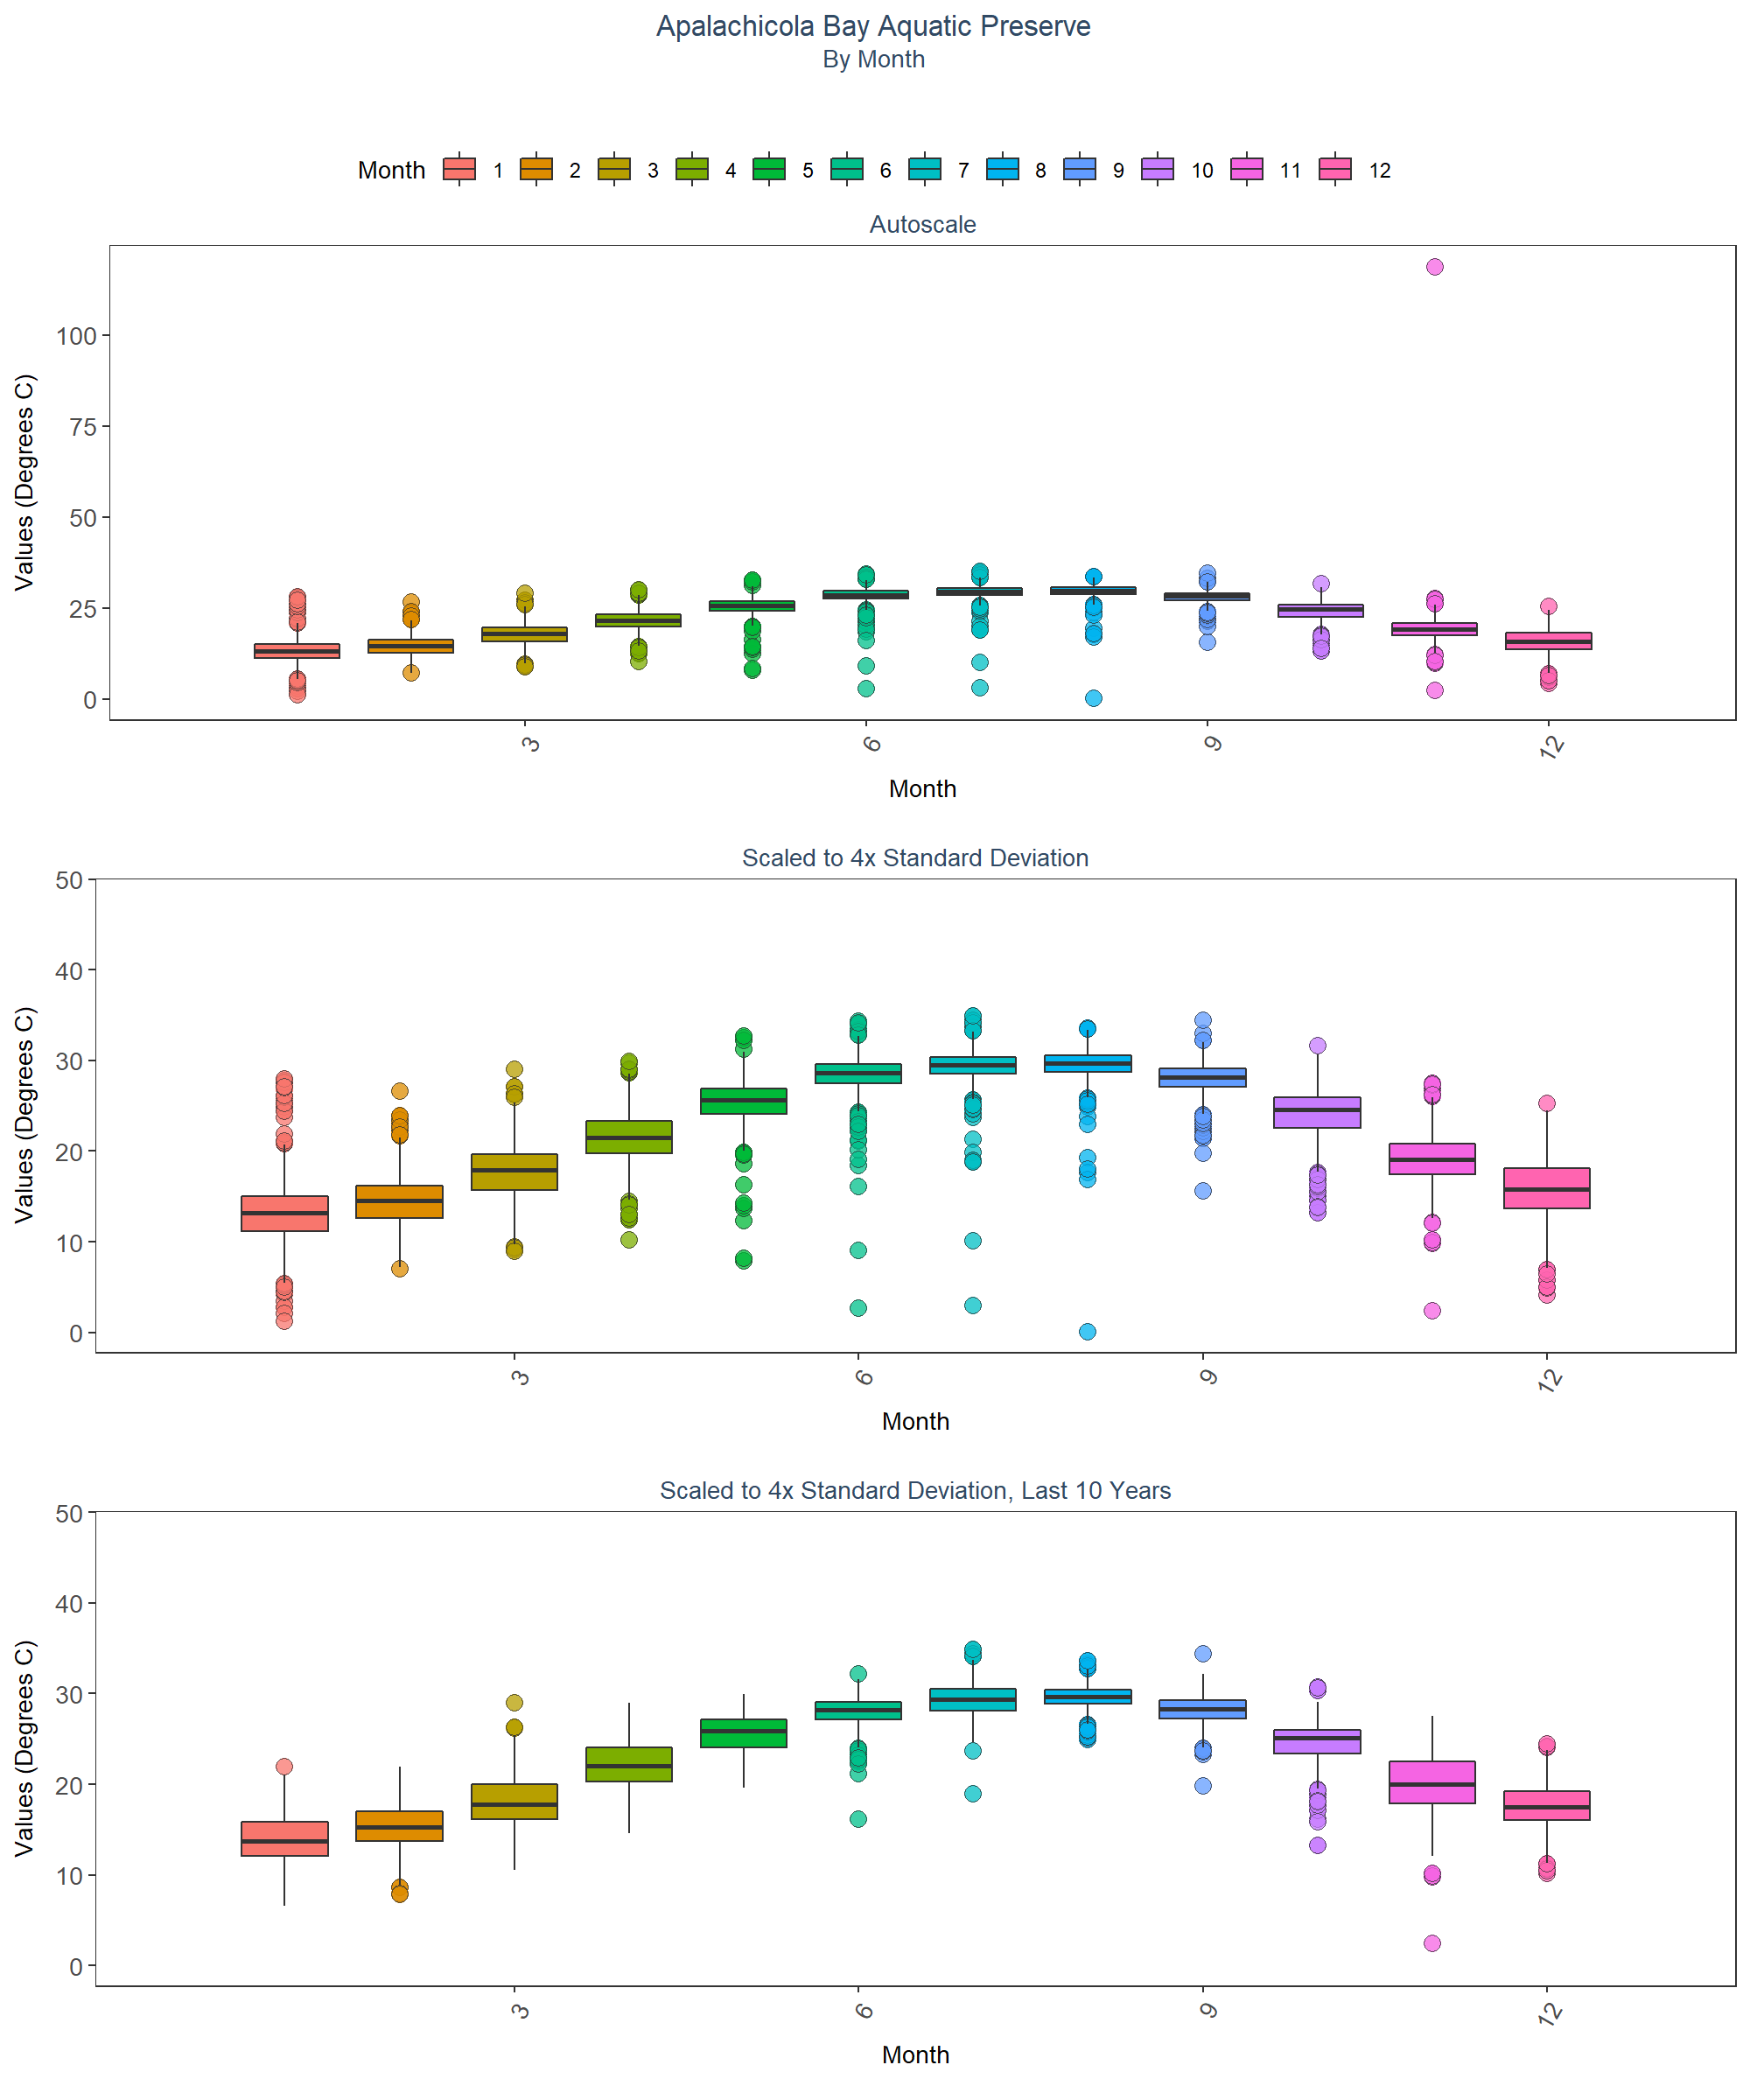 Apalachicola Bay Aquatic Preserve
By Month
Month 1 2 3 4 5 6 7 8 9 10 11 12
Autoscale
Values (Degrees C)
100
75
50
25
0
3 6 9 12
Month
Scaled to 4x Standard Deviation
Values (Degrees C)
50
40
30
20
10
0
3 6 9 12
Month
Scaled to 4x Standard Deviation, Last 10 Years
Values (Degrees C)
50
40
30
20
10
0
3 6 9 12
Month